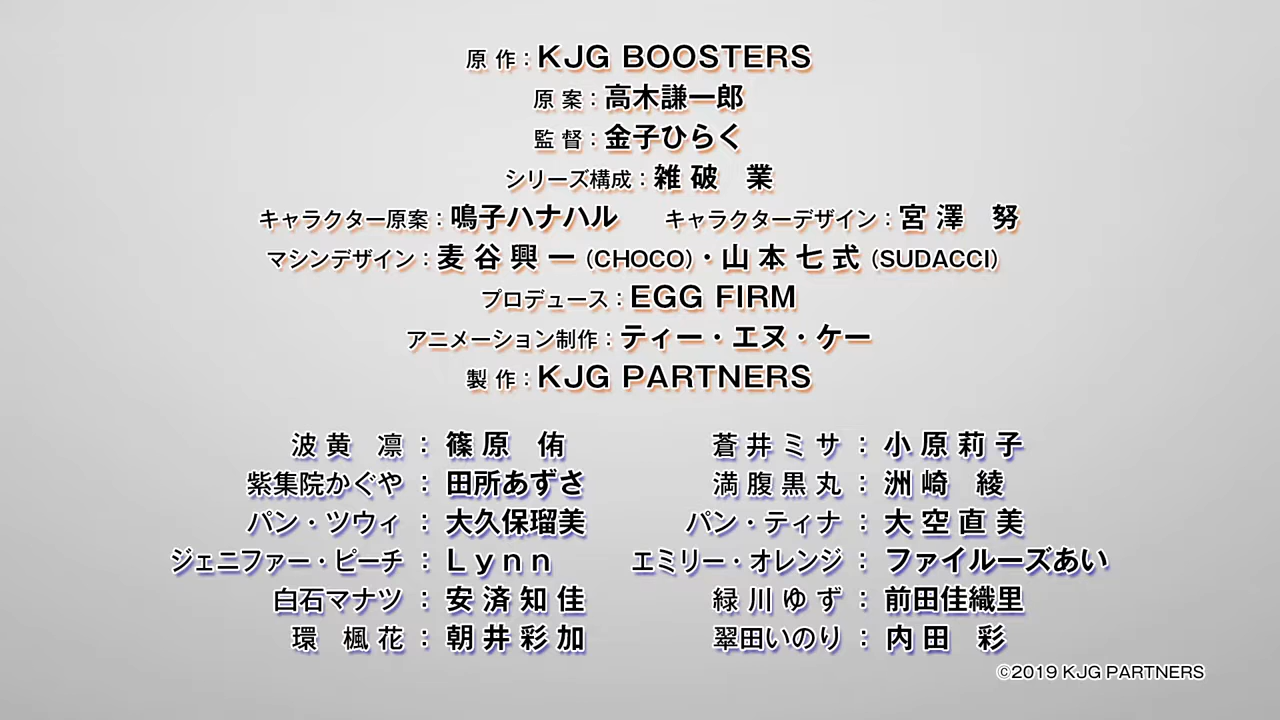 原作：KJG BOOSTERS
原案：高木謙一郎
監督：金子ひらく
シリーズ構成：雑破 業
キャラクター原案：鳴子ハナハル キャラクターデザイン：宮澤 努
マシンデザイン：麦谷興一(CHOCO)・山本七式(SUDACCI)
プロデュース：EGG FIRM
アニメーション制作：ティー・エヌ・ケー
製作：KJG PARTNERS
波黄 凛：篠原 侑 蒼井ミサ：小原莉子
紫集院かぐや：田所あずさ 満腹黒丸：洲崎 綾
パン・ツウィ：大久保瑠美 パン・ティナ：大空直美
ジェニファー・ピーチ：Lynn エミリー・オレンジ：ファイルーズあい
白石マナツ：安済知佳 緑川ゆず：前田佳織里
環 楓花：朝井彩加 翠田いのり：内田 彩
©2019 KJG PARTNERS